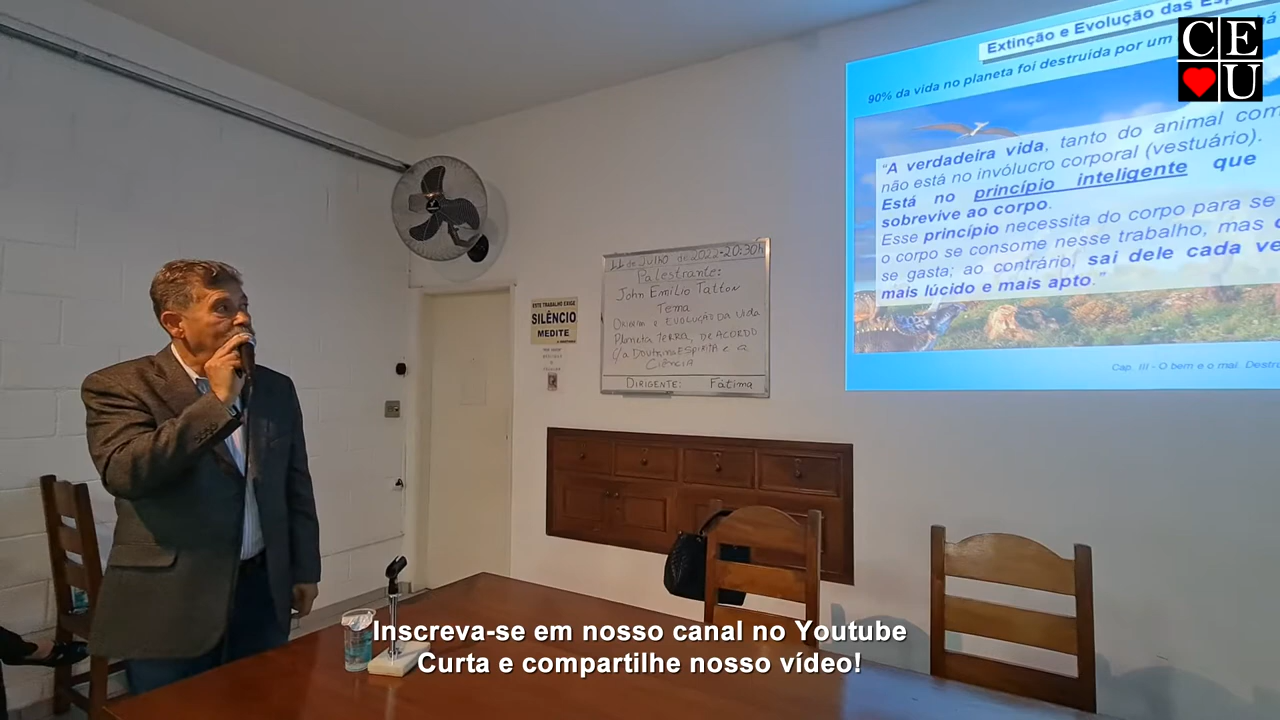 Extinção e Evolução das
90% da vida no planeta foi destruida por um
"A verdadeira vida, tanto do animal com
não está no invólucro corporal (vestuário).
Está no princípio inteligente que
sobrevive ao corpo.
Esse princípio necessita do corpo para se
o corpo se consome nesse trabalho, mas
se gasta; ao contrário, sai dele cada ve
mais lúcido e mais apto."
Cap. III - O bem e o mal. Destru
CE
U
11 de Julho de 2022-20:30h
Palestrante:
John Emilio Tatton
Tema
Origem e Evolução da Vida
Planeta Terra, de acordo
c/a Doutrina Espírita e a
Ciência
Dirigente: Fátima
ESTE TRABALHO EXIGE
SILÊNCIO
MEDITE
Inscreva-se em nosso canal no Youtube
Curta e compartilhe nosso vídeo!